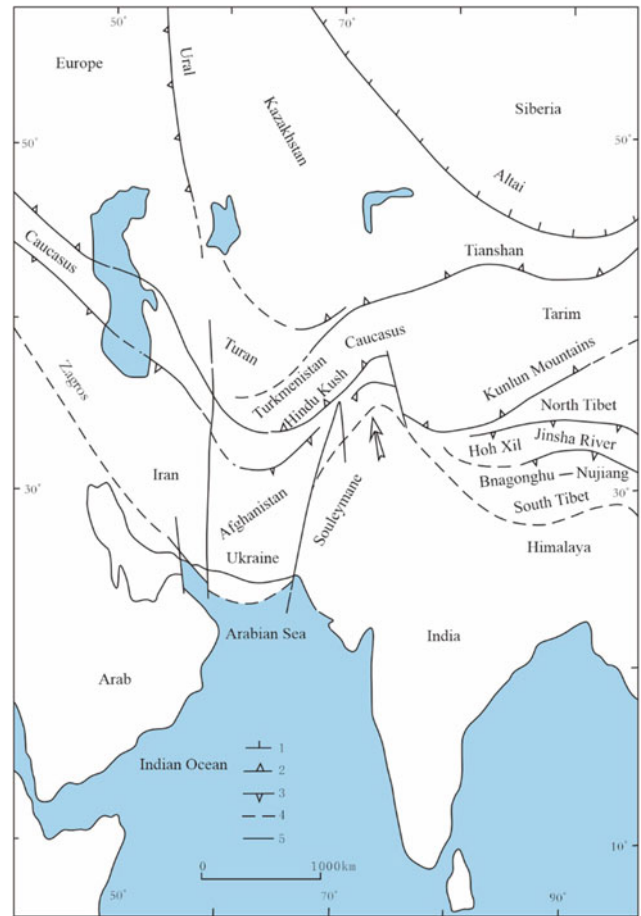 50°
70°
Europe
Ural
Kazakhstan
Siberia
50°
50°
Altai
Caucasus
Tianshan
Tarim
Caucasus
Turan
Turkmenistan
Hindu Kush
Kunlun Mountains
Zagros
North Tibet
Hoh Xil
Jinsha River
Iran
Bnagonghu — Nujiang
30°
30°
Afghanistan
Souleymane
South Tibet
Himalaya
Ukraine
Arabian Sea
India
Arab
1
Indian Ocean
2
3
4
5
10°
0
1000km
50°
70°
90°